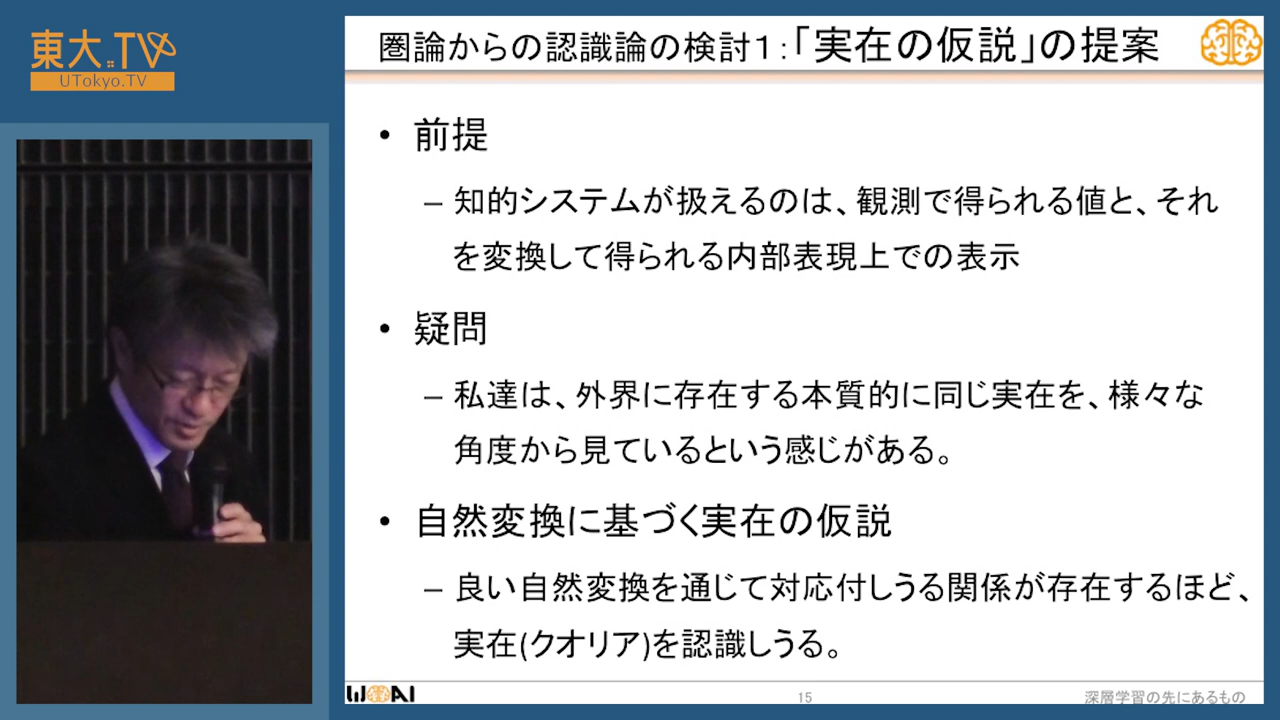 東大.TV
UTokyo.TV
圏論からの認識論の検討1:「実在の仮説」の提案
• 前提
– 知的システムが扱えるのは、観測で得られる値と、それ
を変換して得られる内部表現上での表示
• 疑問
– 私達は、外界に存在する本質的に同じ実在を、様々な
角度から見ているという感じがある。
• 自然変換に基づく実在の仮説
– 良い自然変換を通じて対応付しうる関係が存在するほど、
実在(クオリア)を認識しうる。
WBAI
15
深層学習の先にあるもの